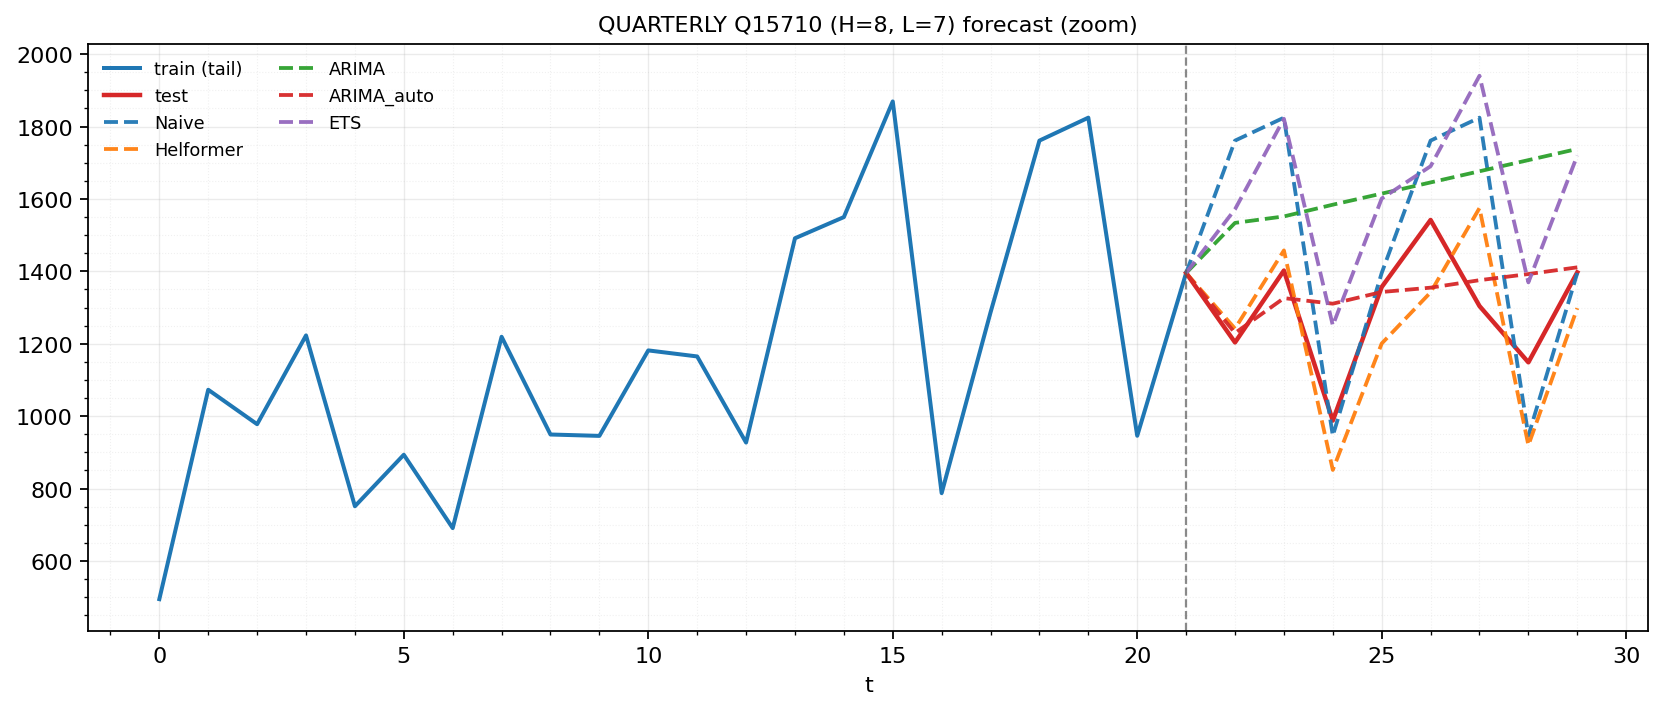 QUARTERLY Q15710 (H=8, L=7) forecast (zoom)
2000
1800
1600
1400
1200
1000
800
600
train (tail)
test
Naive
Helformer
ARIMA
ARIMA_auto
ETS
0 5 10 15 20 25 30
t